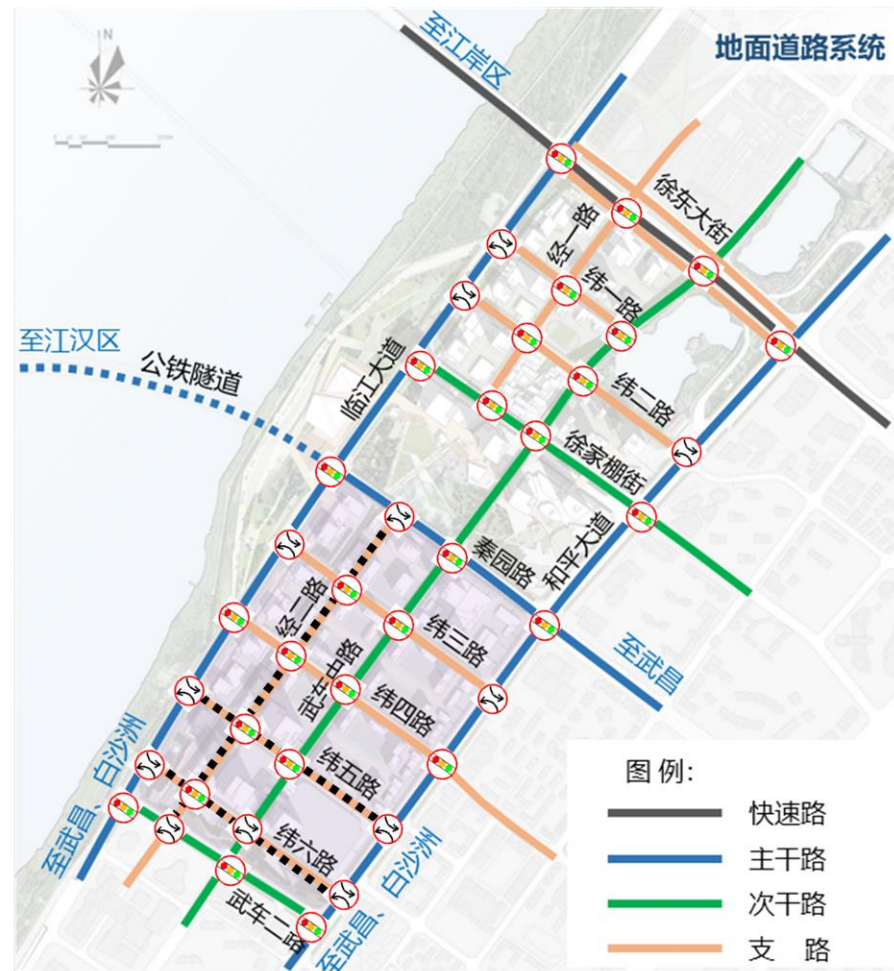 地面道路系统
至江岸区
N
徐东大街
经一路
纬一路
至江汉区
公铁隧道
临江大道
纬二路
徐家棚街
秦园路
和平大道
经二路
武车中路
纬三路
至武昌
纬四路
纬五路
纬六路
至武昌、白沙洲
武车二路
至武昌、白沙洲
图 例:
快速路
主干路
次干路
支 路